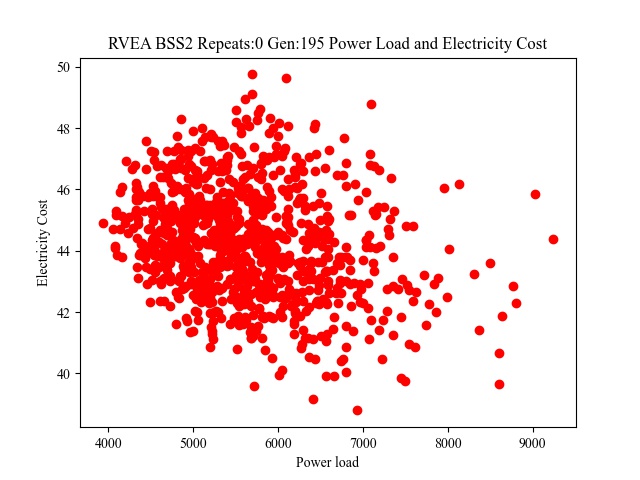 RVEA BSS2 Repeats:0 Gen:195 Power Load and Electricity Cost
50
48
46
44
42
40
Electricity Cost
4000 5000 6000 7000 8000 9000
Power load